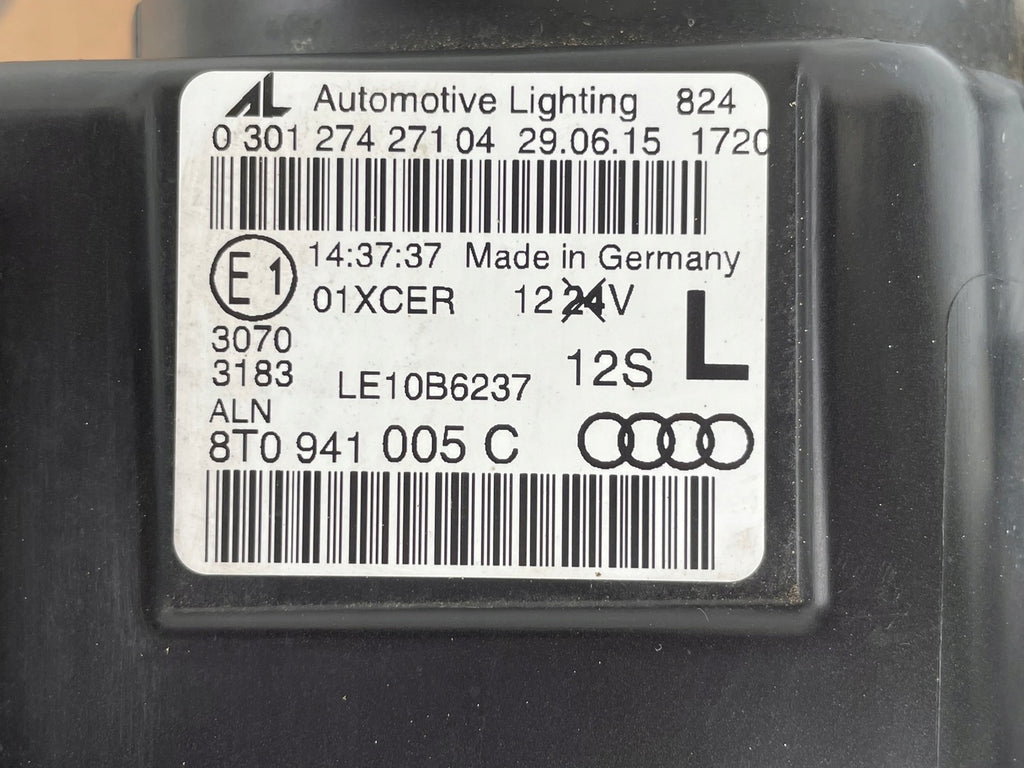 AL Automotive Lighting 824
0 301 274 271 04 29.06.15 1720
E1 14:37:37 Made in Germany
01XCER 12 24V
3070
3183 LE10B6237 12S L
ALN
8T0 941 005 C